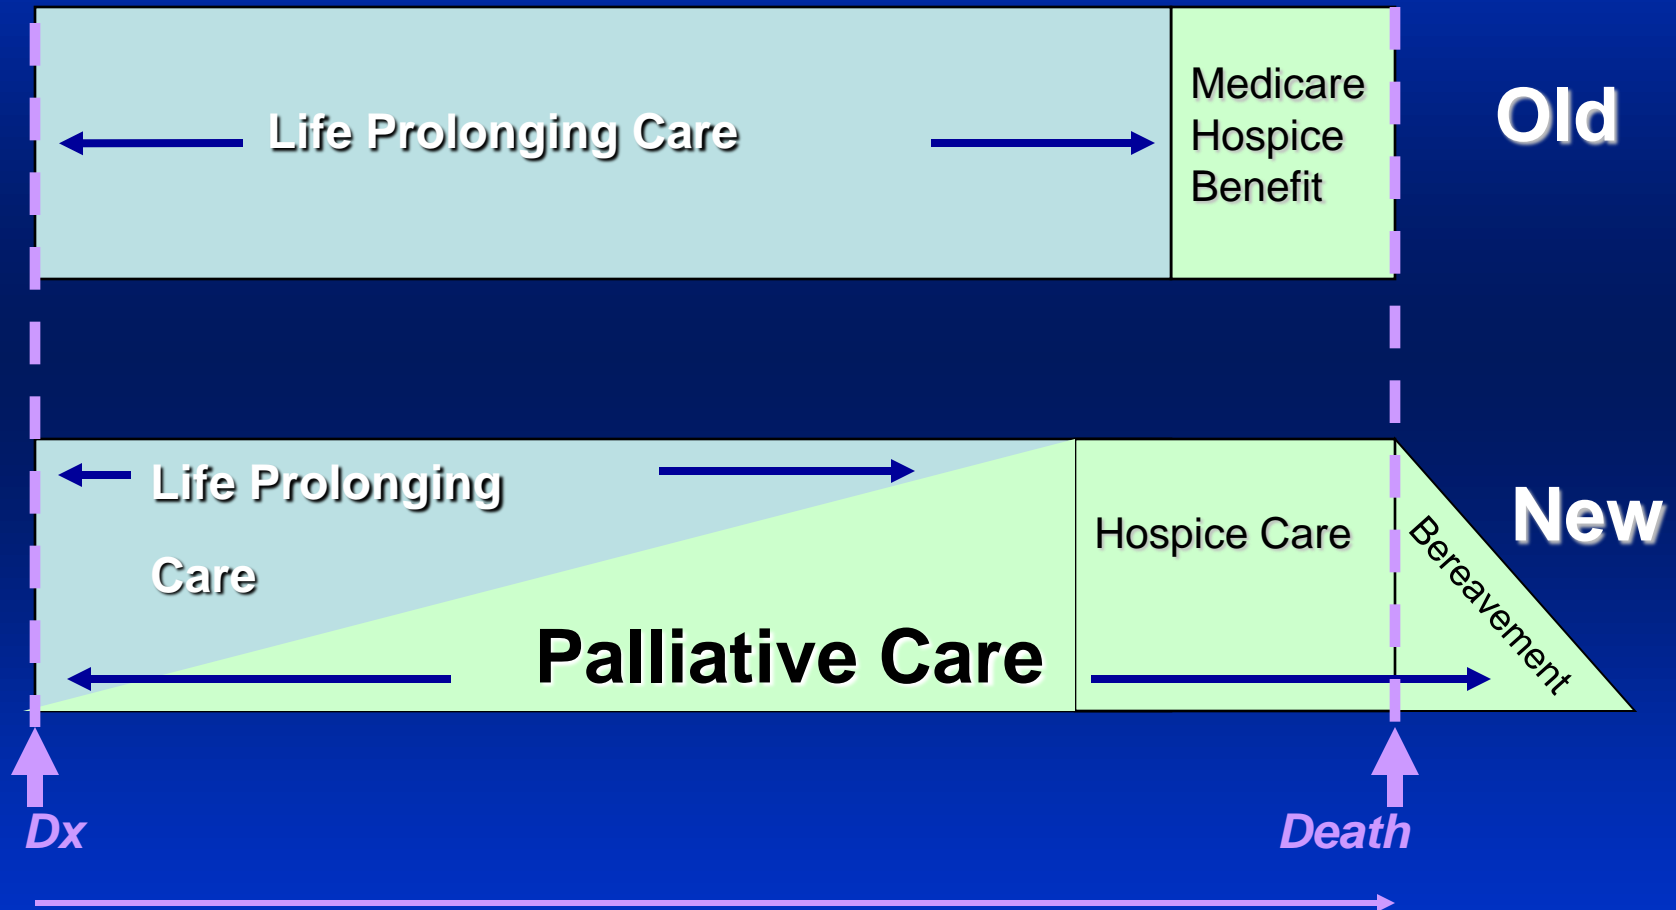 Life Prolonging Care
Medicare
Hospice
Benefit
Old
Life Prolonging
Care
Hospice Care
Bereavement
New
Palliative Care
Dx
Death